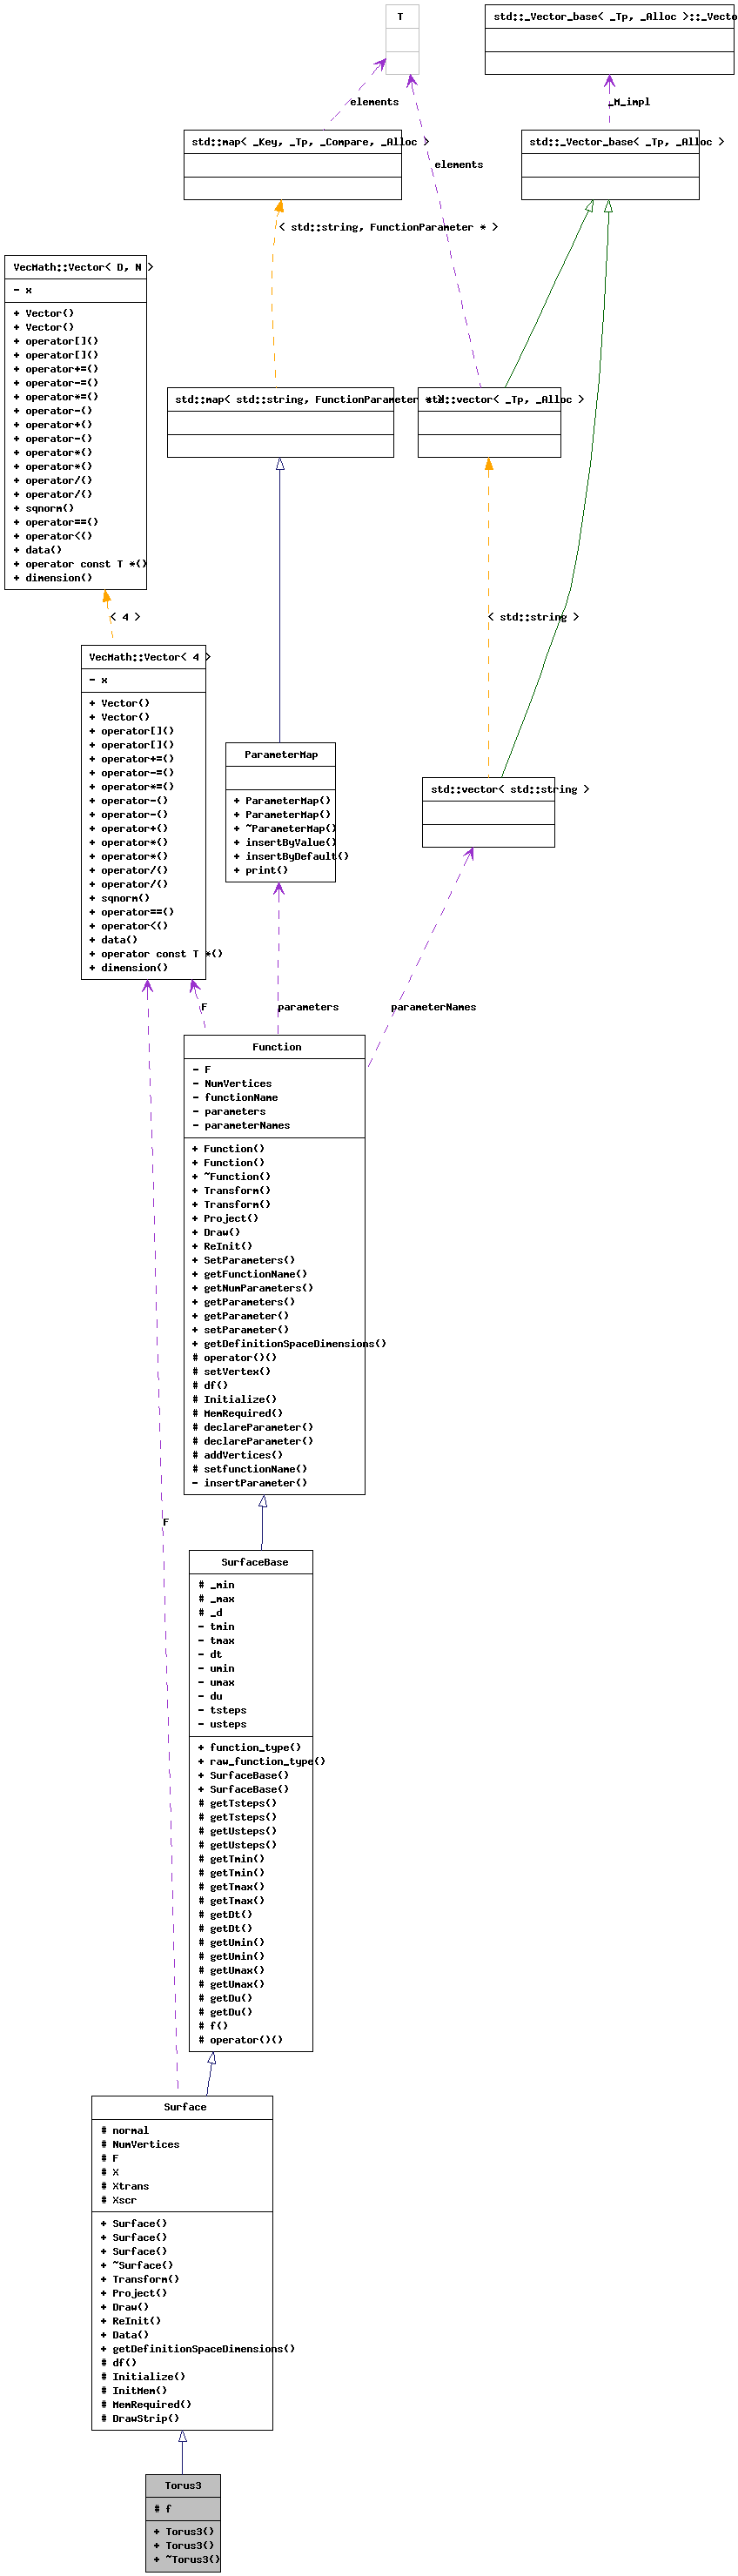 T
std::_Vector_base< _Tp, _Alloc >::_Vecto
elements
_M_impl
std::map< _Key, _Tp, _Compare, _Alloc >
std::_Vector_base< _Tp, _Alloc >
elements
< std::string, FunctionParameter * >
VecMath::Vector< D, N >
- x
+ Vector()
+ Vector()
+ operator[]()
+ operator[]()
+ operator+=()
+ operator-=()
+ operator*=()
+ operator-()
+ operator+()
+ operator-()
+ operator*()
+ operator*()
+ operator/()
+ operator/()
+ sqnorm()
+ operator==()
+ operator<()
+ data()
+ operator const T *()
+ dimension()
std::map< std::string, FunctionParameter *
std::vector< _Tp, _Alloc >
< 4 >
< std::string >
VecMath::Vector< 4 >
- x
+ Vector()
+ Vector()
+ operator[]()
+ operator[]()
+ operator+=()
+ operator-=()
+ operator*=()
+ operator-()
+ operator-()
+ operator+()
+ operator*()
+ operator*()
+ operator/()
+ operator/()
+ sqnorm()
+ operator==()
+ operator<()
+ data()
+ operator const T *()
+ dimension()
ParameterMap
+ ParameterMap()
+ ParameterMap()
+ ~ParameterMap()
+ insertByValue()
+ insertByDefault()
+ print()
std::vector< std::string >
F
parameters
parameterNames
Function
- F
- NumVertices
- functionName
- parameters
- parameterNames
+ Function()
+ Function()
+ ~Function()
+ Transform()
+ Transform()
+ Project()
+ Draw()
+ ReInit()
+ SetParameters()
+ getFunctionName()
+ getNumParameters()
+ getParameters()
+ getParameter()
+ setParameter()
+ getDefinitionSpaceDimensions()
# operator()()
# setVertex()
# df()
# Initialize()
# MemRequired()
# declareParameter()
# declareParameter()
# addVertices()
# setfunctionName()
- insertParameter()
F
SurfaceBase
# _min
# _max
# _d
- tmin
- tmax
- dt
- umin
- umax
- du
- tsteps
- usteps
+ function_type()
+ raw_function_type()
+ SurfaceBase()
+ SurfaceBase()
# getTsteps()
# getTsteps()
# getUsteps()
# getUsteps()
# getTmin()
# getTmin()
# getTmax()
# getTmax()
# getDt()
# getDt()
# getUmin()
# getUmin()
# getUmax()
# getUmax()
# getDu()
# getDu()
# f()
# operator()()
Surface
# normal
# NumVertices
# F
# X
# Xtrans
# Xscr
+ Surface()
+ Surface()
+ Surface()
+ ~Surface()
+ Transform()
+ Project()
+ Draw()
+ ReInit()
+ Data()
+ getDefinitionSpaceDimensions()
# df()
# Initialize()
# InitMem()
# MemRequired()
# DrawStrip()
Torus3
# f
+ Torus3()
+ Torus3()
+ ~Torus3()